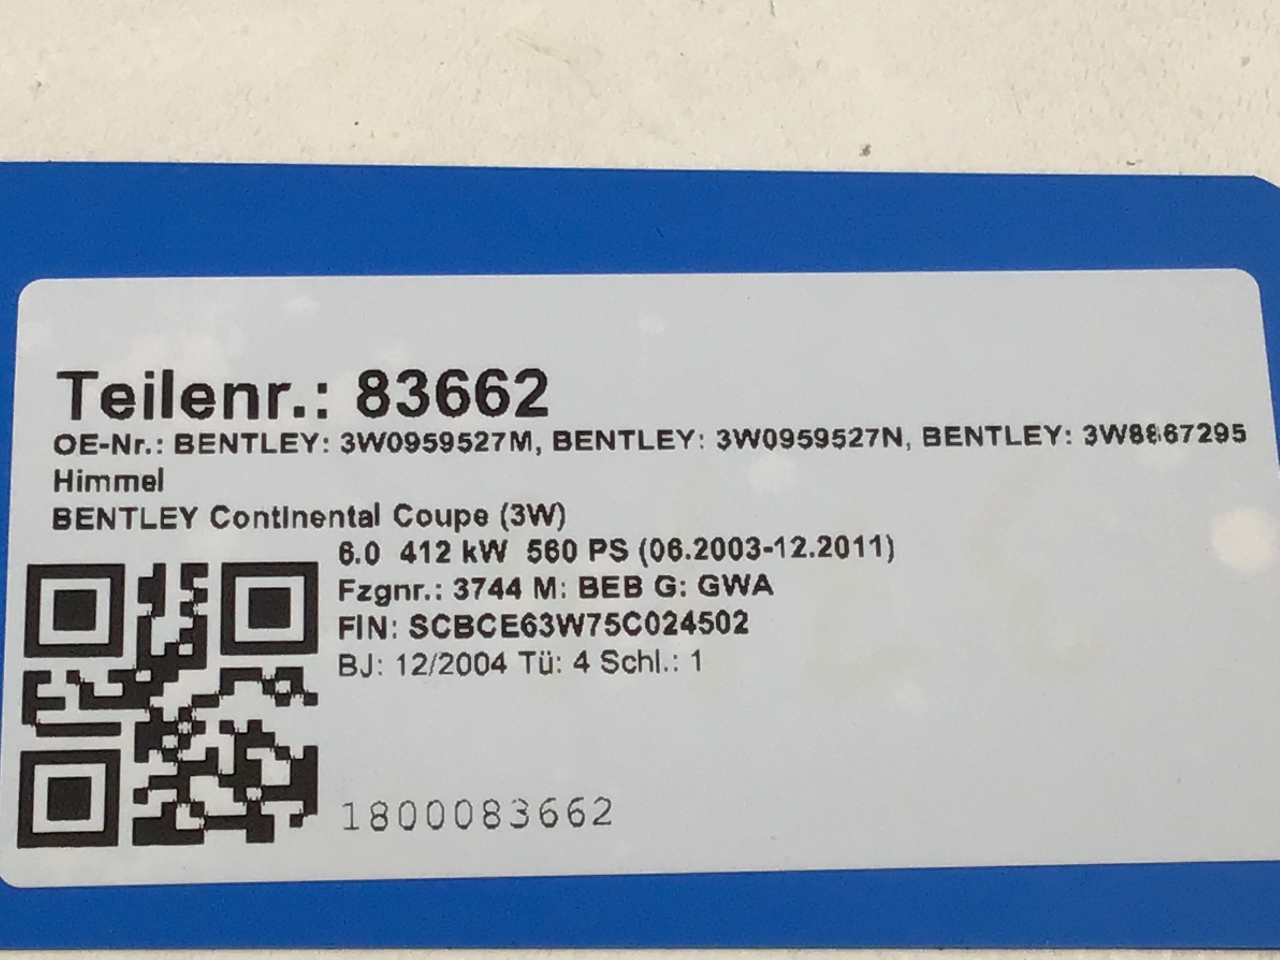 Teilenr.: 83662
OE-Nr.: BENTLEY: 3W0959527M, BENTLEY: 3W0959527N, BENTLEY: 3W8867295
Himmel
BENTLEY Continental Coupe (3W)
6.0 412 kW 560 PS (06.2003-12.2011)
Fzgnr.: 3744 M: BEB G: GWA
FIN: SCBCE63W75C024502
BJ: 12/2004 Tü: 4 Schl.: 1
1800083662